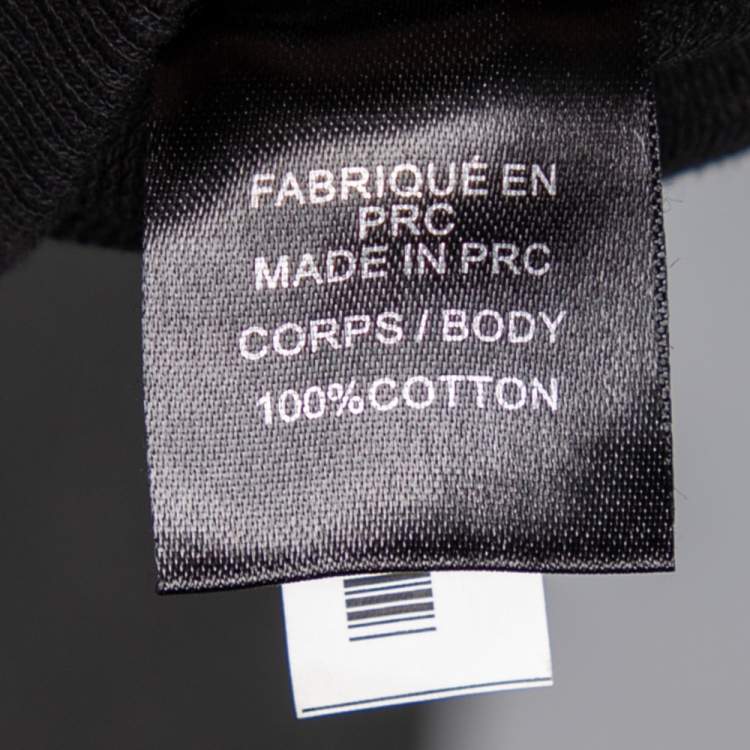 FABRIQUÉ EN
PRC
MADE IN PRC
CORPS / BODY
100%COTTON